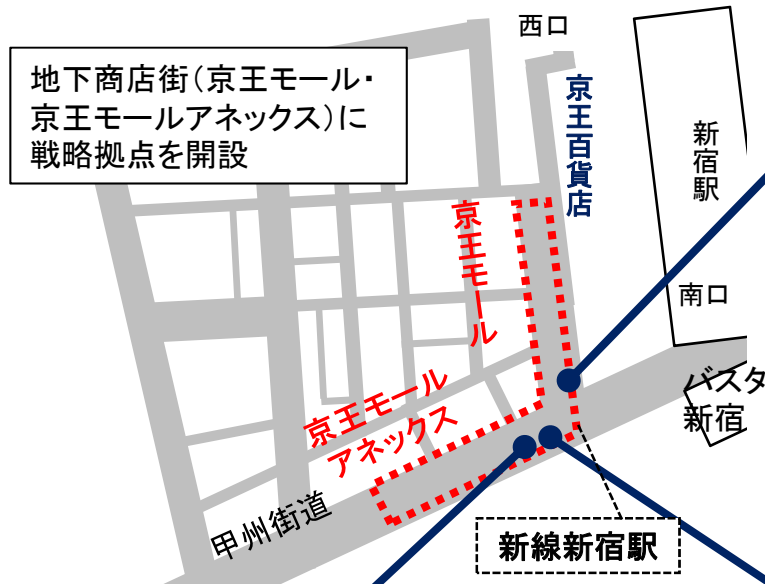 西口
地下商店街(京王モール・
京王モールアネックス)に
戦略拠点を開設
京王百貨店
新宿駅
京王モール
南口
京王モール
アネックス
バスタ
新宿
甲州街道
新線新宿駅